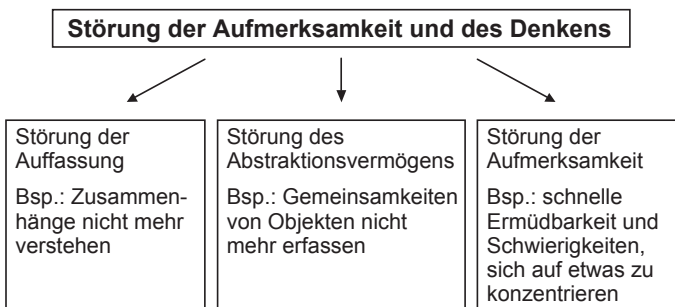 Störung der Aufmerksamkeit und des Denkens
Störung der
Auffassung
Bsp.: Zusammen-
hänge nicht mehr
verstehen
Störung des
Abstraktionsvermögens
Bsp.: Gemeinsamkeiten
von Objekten nicht
mehr erfassen
Störung der
Aufmerksamkeit
Bsp.: schnelle
Ermüdbarkeit und
Schwierigkeiten,
sich auf etwas zu
konzentrieren